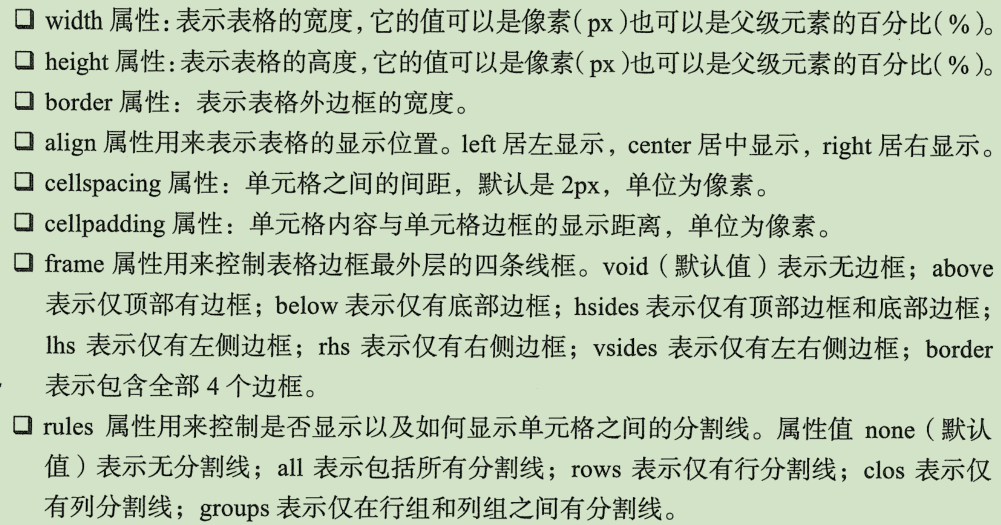 ❑ width 属性:表示表格的宽度,它的值可以是像素(px)也可以是父级元素的百分比(%)。
❑ height 属性:表示表格的高度,它的值可以是像素(px)也可以是父级元素的百分比(%)。
❑ border 属性：表示表格外边框的宽度。
❑ align 属性用来表示表格的显示位置。left 居左显示，center 居中显示，right 居右显示。
❑ cellspacing 属性：单元格之间的间距，默认是 2px，单位为像素。
❑ cellpadding 属性：单元格内容与单元格边框的显示距离，单位为像素。
❑ frame 属性用来控制表格边框最外层的四条线框。void（默认值）表示无边框；above
表示仅顶部有边框；below 表示仅有底部边框；hsides 表示仅有顶部边框和底部边框；
lhs 表示仅有左侧边框；rhs 表示仅有右侧边框；vsides 表示仅有左右侧边框；border
表示包含全部 4 个边框。
❑ rules 属性用来控制是否显示以及如何显示单元格之间的分割线。属性值 none（默认
值）表示无分割线；all 表示包括所有分割线；rows 表示仅有行分割线；clos 表示仅
有列分割线；groups 表示仅在行组和列组之间有分割线。